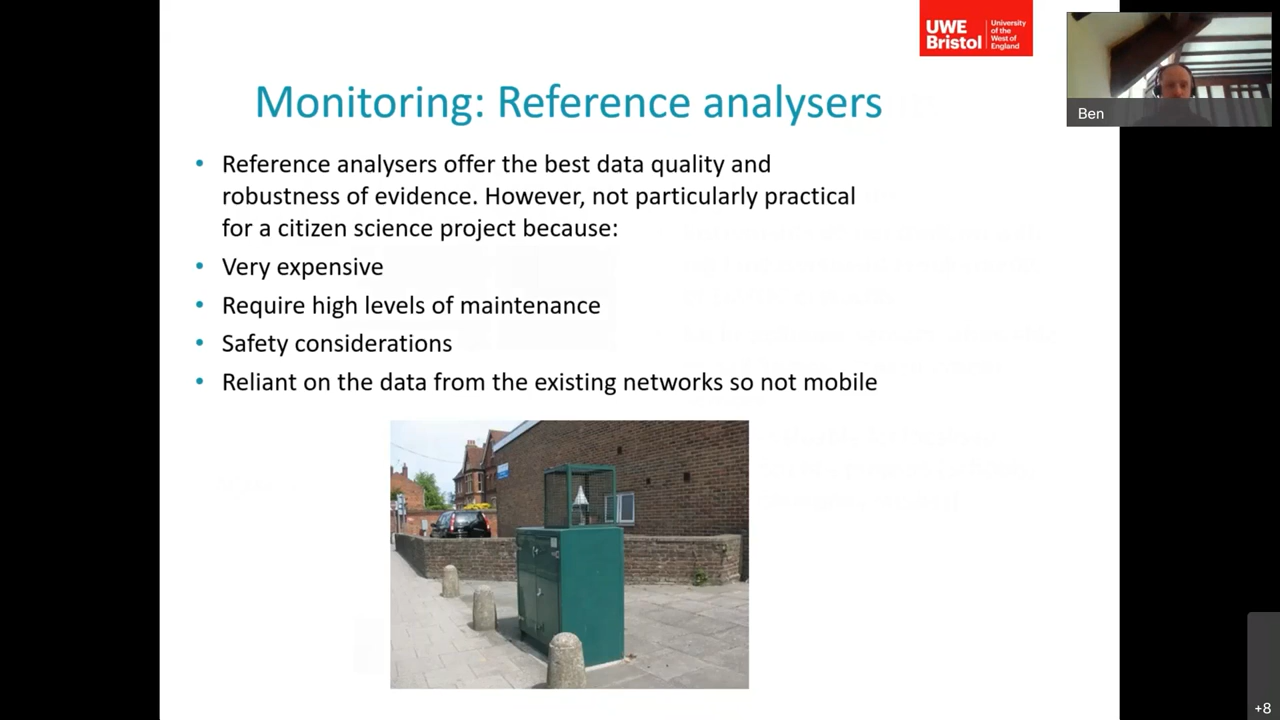 UWE
Bristol
University
of the
West of
England
Ben
Monitoring: Reference analysers
• Reference analysers offer the best data quality and
robustness of evidence. However, not particularly practical
for a citizen science project because:
• Very expensive
• Require high levels of maintenance
• Safety considerations
• Reliant on the data from the existing networks so not mobile
+8